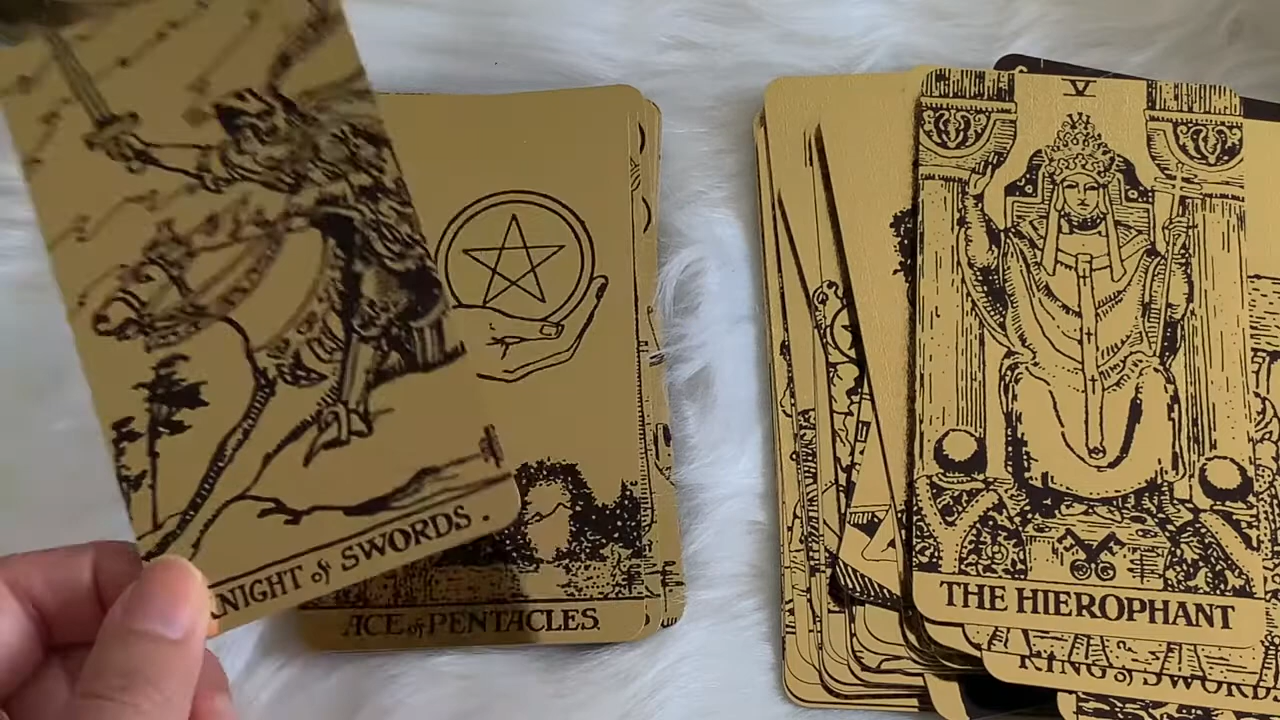 KNIGHT of SWORDS.
ACE of PENTACLES.
V
THE HIEROPHANT
KING of SWORDS